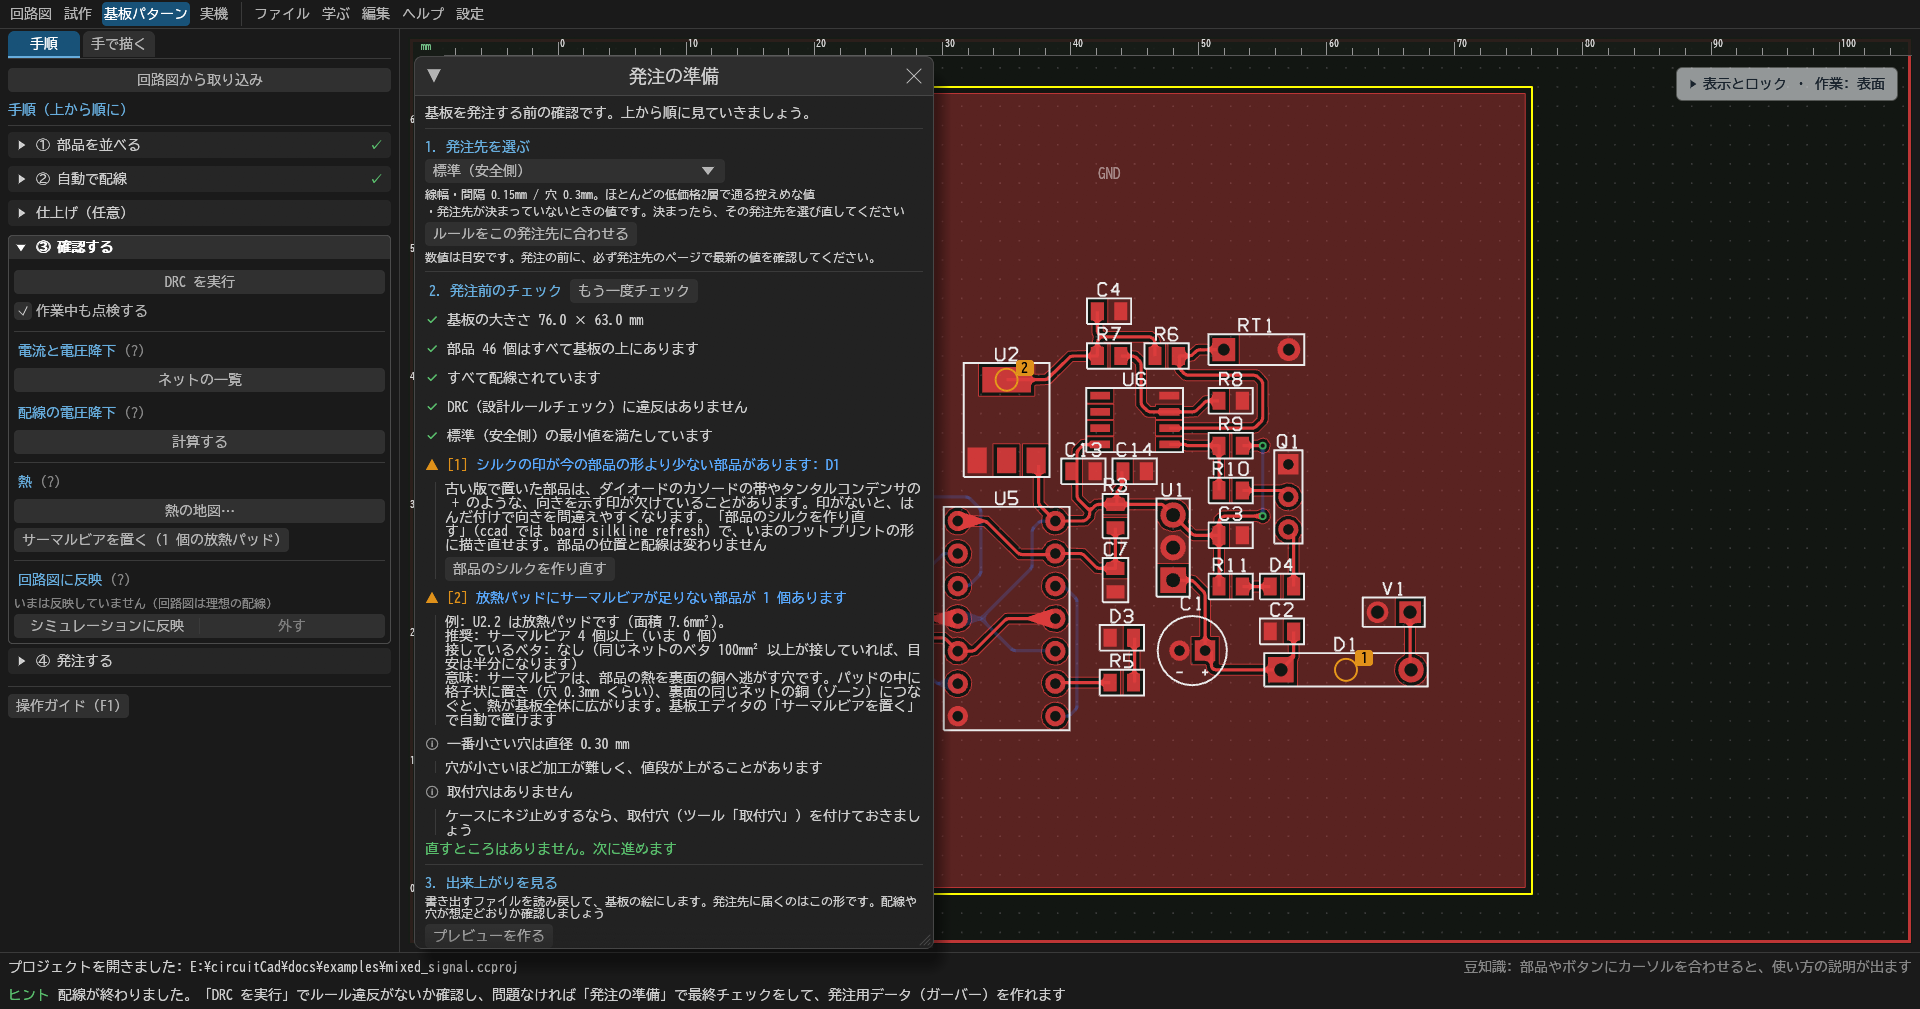 回路図 試作 基板パターン 実機 ファイル 学ぶ 編集 ヘルプ 設定
手順 手で描く
回路図から取り込み
手順（上から順に）
▶ ① 部品を並べる ✓
▶ ② 自動で配線 ✓
▶ 仕上げ（任意）
▼ ③ 確認する
DRC を実行
✓ 作業中も点検する
電流と電圧降下 (?)
ネットの一覧
配線の電圧降下 (?)
計算する
熱 (?)
熱の地図…
サーマルビアを置く（1 個の放熱パッド）
回路図に反映 (?)
いまは反映していません（回路図は理想の配線）
シミュレーションに反映 外す
▶ ④ 発注する
操作ガイド（F1）
▼ 発注の準備
基板を発注する前の確認です。上から順に見ていきましょう。
1. 発注先を選ぶ
標準（安全側） ▼
線幅・間隔 0.15mm / 穴 0.3mm。ほとんどの低価格2層で通る控えめな値
・発注先が決まっていないときの値です。決まったら、その発注先を選び直してください
ルールをこの発注先に合わせる
数値は目安です。発注の前に、必ず発注先のページで最新の値を確認してください。
2. 発注前のチェック もう一度チェック
✓ 基板の大きさ 76.0 × 63.0 mm
✓ 部品 46 個はすべて基板の上にあります
✓ すべて配線されています
✓ DRC（設計ルールチェック）に違反はありません
✓ 標準（安全側）の最小値を満たしています
▲ [1] シルクの印が今の部品の形より少ない部品があります: D1
古い版で置いた部品は、ダイオードのカソードの帯やタンタルコンデンサの
+ のような、向きを示す印が欠けていることがあります。印がないと、は
んだ付けで向きを間違えやすくなります。「部品のシルクを作り直
す」（ccad では board silkline refresh）で、いまのフットプリントの形
に描き直せます。部品の位置と配線は変わりません
部品のシルクを作り直す
▲ [2] 放熱パッドにサーマルビアが足りない部品が 1 個あります
例: U2.2 は放熱パッドです（面積 7.6mm²）。
推奨: サーマルビア 4 個以上（いま 0 個）
接しているベタ: なし（同じネットのベタ 100mm² 以上が接していれば、目
安は半分になります）
意味: サーマルビアは、部品の熱を裏面の銅へ逃がす穴です。パッドの中に
格子状に置き（穴 0.3mm くらい）、裏面の同じネットの銅（ゾーン）につな
ぐと、熱が基板全体に広がります。基板エディタの「サーマルビアを置く」
で自動で置けます
一番小さい穴は直径 0.30 mm
穴が小さいほど加工が難しく、値段が上がることがあります
取付穴はありません
ケースにネジ止めするなら、取付穴（ツール「取付穴」）を付けておきまし
ょう
直すところはありません。次に進めます
3. 出来上がりを見る
書き出すファイルを読み戻して、基板の絵にします。発注先に届くのはこの形です。配線や
穴が想定どおりか確認しましょう
プレビューを作る
mm 0 10 20 30 40 50 60 70 80 90 100
6
5
4
3
2
1
0
▶ 表示とロック ・ 作業: 表面
GND
C4
R7 R6 RT1
U2 2
U6 R8
R9
C13 C14 Q1
R10
U5 R3 U1
C3
C7
R11 D4
V1
C1
D3 C2
D1 1
R5
- +
プロジェクトを開きました: E:¥circuitCad¥docs¥examples¥mixed_signal.ccproj
豆知識: 部品やボタンにカーソルを合わせると、使い方の説明が出ます
ヒント 配線が終わりました。「DRC を実行」でルール違反がないか確認し、問題なければ「発注の準備」で最終チェックをして、発注用データ（ガーバー）を作れます